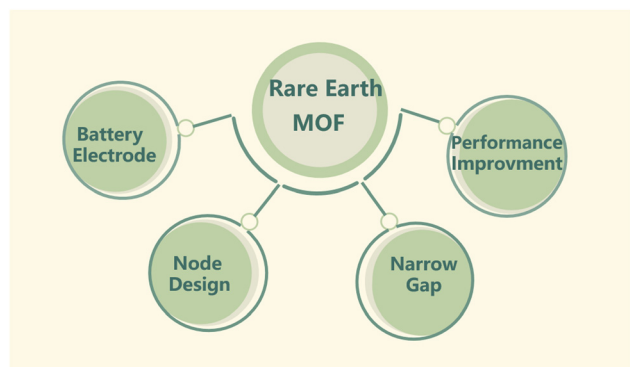 Rare Earth
MOF
Battery
Electrode
Performance
Improvment
Node
Design
Narrow
Gap